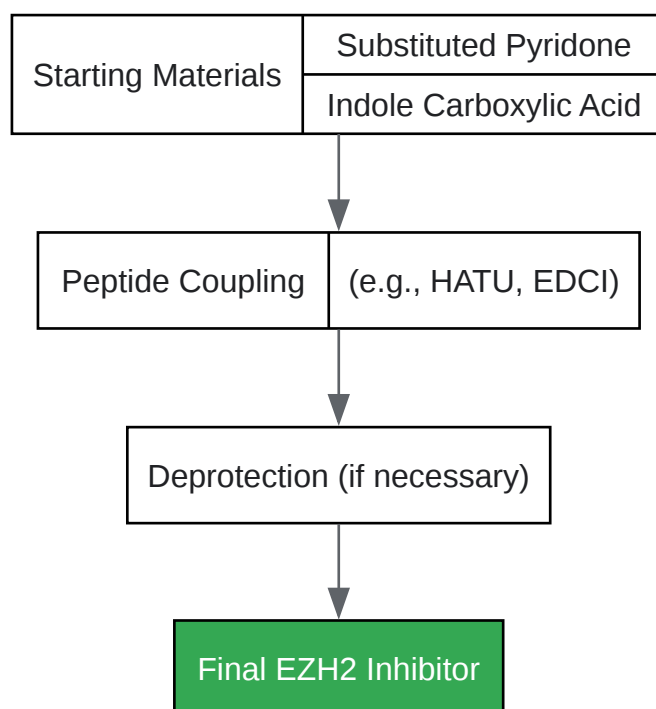 Starting Materials
Substituted Pyridone
Indole Carboxylic Acid
Peptide Coupling
(e.g., HATU, EDCI)
Deprotection (if necessary)
Final EZH2 Inhibitor